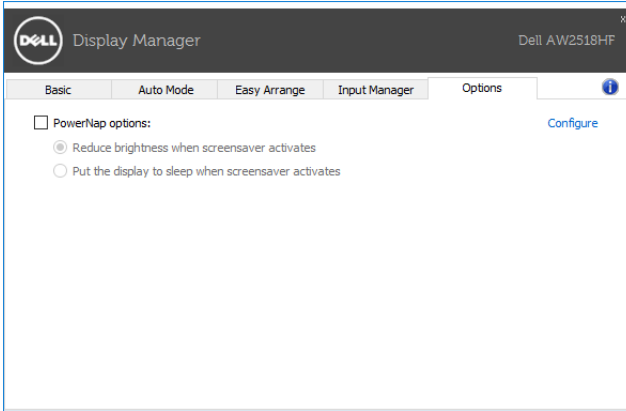 x
DELL Display Manager Dell AW2518HF
Basic Auto Mode Easy Arrange Input Manager Options i
PowerNap options: Configure
Reduce brightness when screensaver activates
Put the display to sleep when screensaver activates